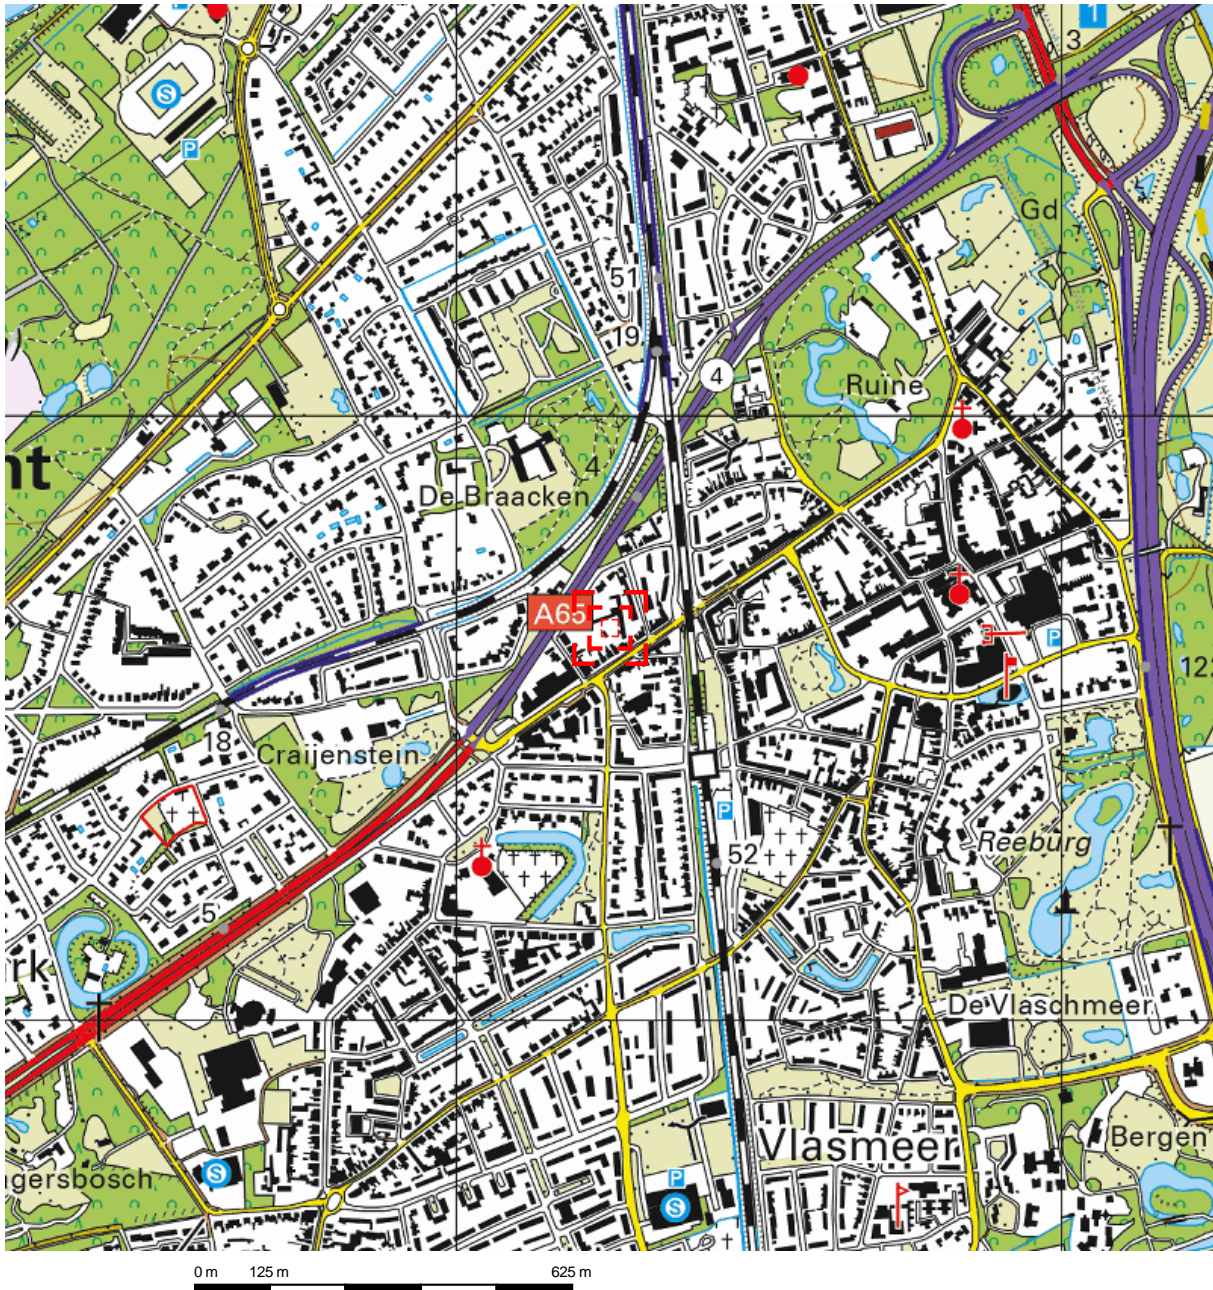 1
3
S
P
Gd
51
19
4
Ruine
nt
4
De Braacken
A65
P
122
18
Craijenstein
P
52
Reeburg
5
rk
De Vlaschmeer
Vlasmeer
Bergen
gersbosch
S
P
S
0 m 125 m 625 m